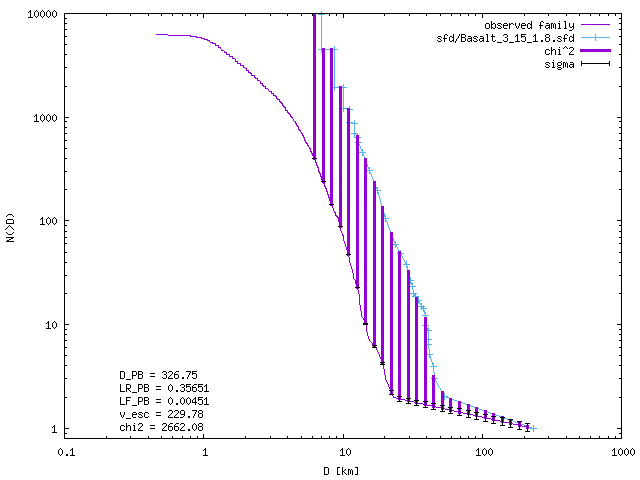 10000
1000
100
10
1
N(>D)
observed family
sfd/Basalt_3_15_1.8.sfd
chi^2
sigma
D_PB = 326.75
LR_PB = 0.35651
LF_PB = 0.00451
v_esc = 229.78
chi2 = 2662.08
0.1 1 10 100 1000
D [km]